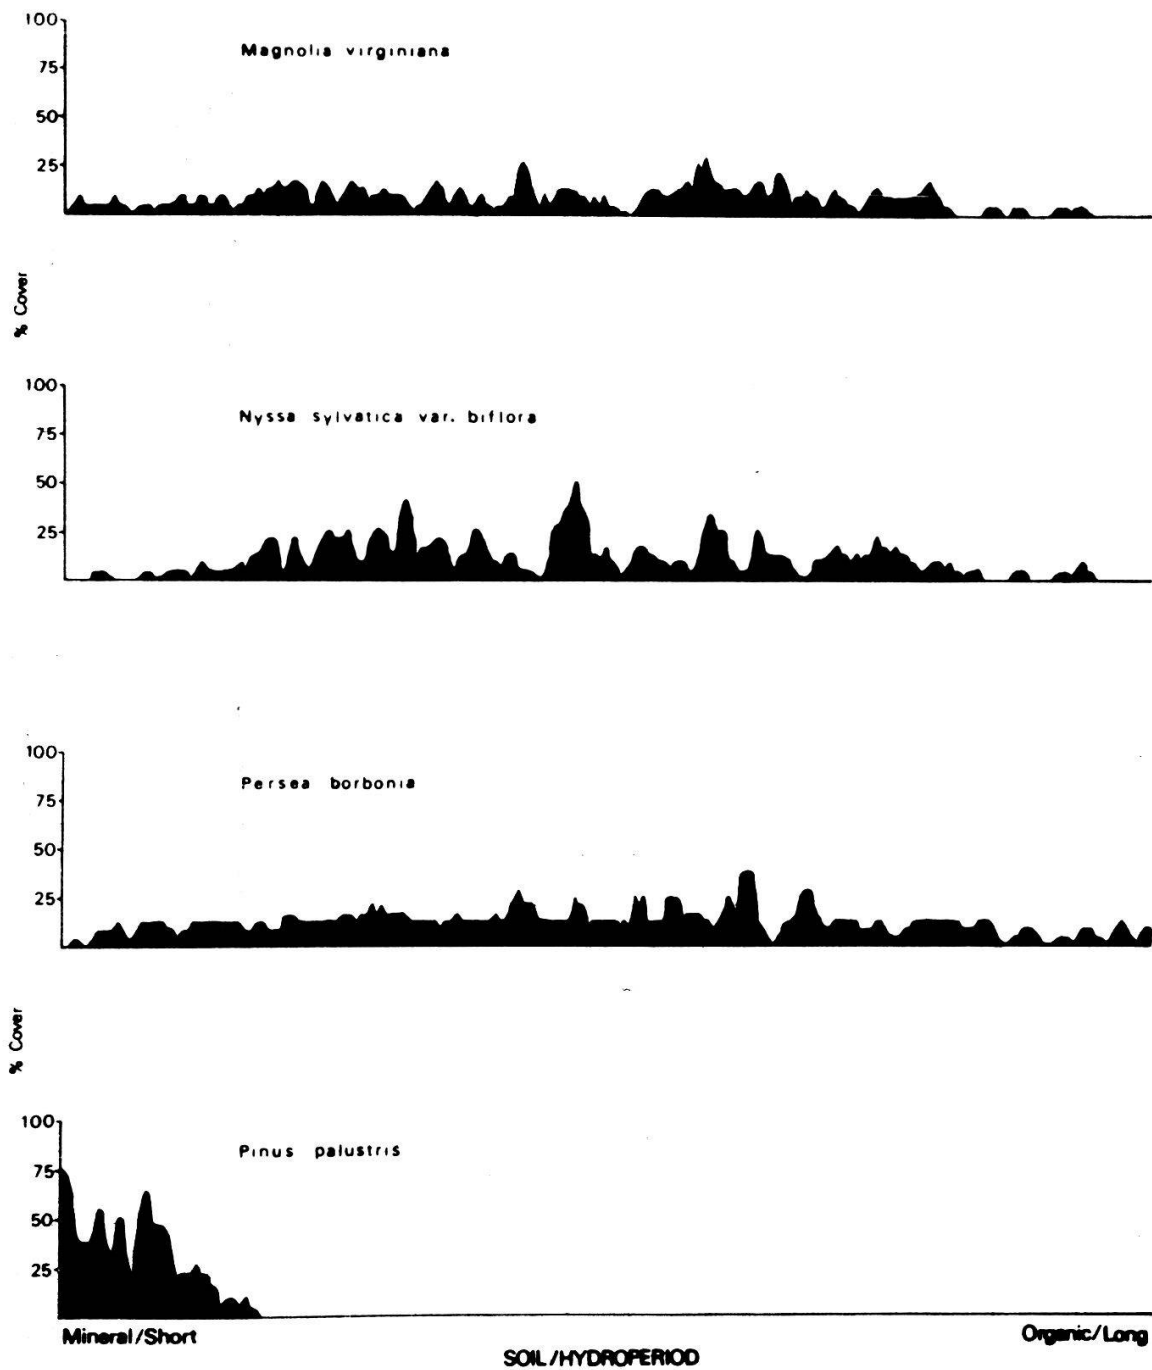 100
Magnolia virginiana
75
50
25
% Cover
100
Nyssa sylvatica var. biflora
75
50
25
100
Persea borbonia
75
50
25
% Cover
100
Pinus palustris
75
50
25
Mineral/Short
Organic/Long
SOIL/HYDROPERIOD